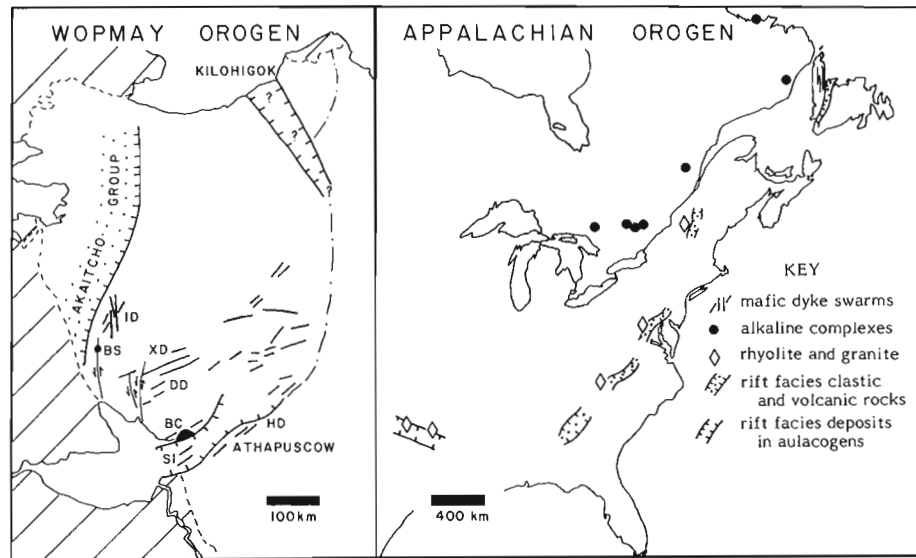 WOPMAY OROGEN
KILOHIGOK
?
?
?
AKAITCHO GROUP
ID
BS
XD
DD
BC
HD
SI
ATHAPUSCOW
100km
APPALACHIAN OROGEN
KEY
mafic dyke swarms
alkaline complexes
rhyolite and granite
rift facies clastic
and volcanic rocks
rift facies deposits
in aulacogens
400 km